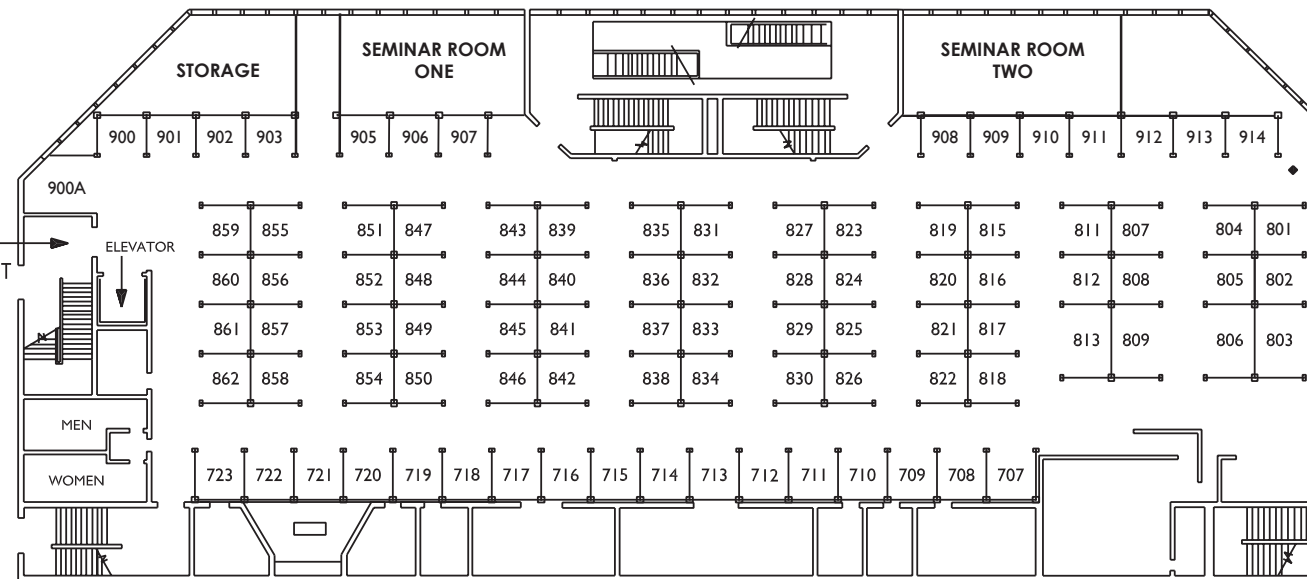 STORAGE
SEMINAR ROOM
ONE
SEMINAR ROOM
TWO
900 901 902 903 905 906 907 908 909 910 911 912 913 914
900A
T
ELEVATOR
859 855 851 847 843 839 835 831 827 823 819 815 811 807 804 801
860 856 852 848 844 840 836 832 828 824 820 816 812 808 805 802
861 857 853 849 845 841 837 833 829 825 821 817 813 809 806 803
862 858 854 850 846 842 838 834 830 826 822 818
MEN
WOMEN
723 722 721 720 719 718 717 716 715 714 713 712 711 710 709 708 707